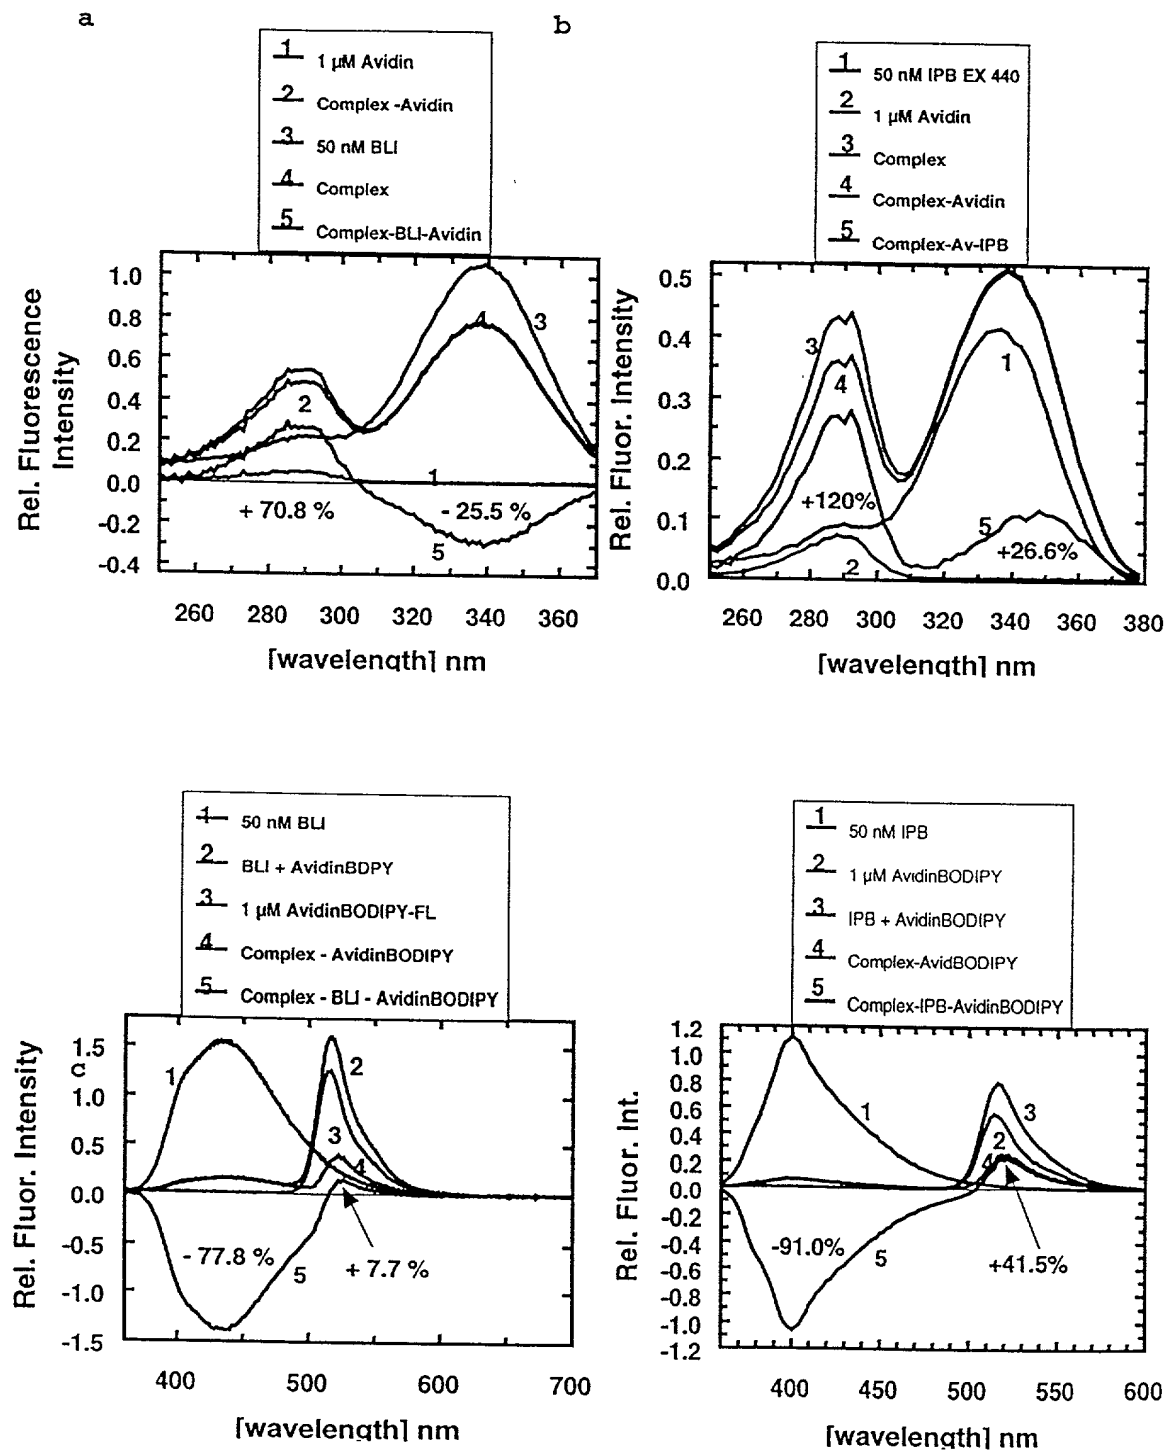 a
b
1 1 µM Avidin
2 Complex -Avidin
3 50 nM BLI
4 Complex
5 Complex-BLI-Avidin
1 50 nM IPB EX 440
2 1 µM Avidin
3 Complex
4 Complex-Avidin
5 Complex-Av-IPB
Rel. Fluorescence
Intensity
1.0
0.8
0.6
0.4
0.2
0.0
-0.2
-0.4
4
3
2
1
+ 70.8 %
- 25.5 %
5
260 280 300 320 340 360
[wavelength] nm
Rel. Fluor. Intensity
0.5
0.4
0.3
0.2
0.1
0.0
3
4
1
+120%
5
+26.6%
2
260 280 300 320 340 360 380
[wavelength] nm
1 50 nM BLI
2 BLI + AvidinBDPY
3 1 µM AvidinBODIPY-FL
4 Complex - AvidinBODIPY
5 Complex - BLI - AvidinBODIPY
1 50 nM IPB
2 1 µM AvidinBODIPY
3 IPB + AvidinBODIPY
4 Complex-AvidBODIPY
5 Complex-IPB-AvidinBODIPY
Rel. Fluor. Intensity
1.5
1.0
0.5
0.0
-0.5
-1.0
-1.5
1
2
3
4
- 77.8 %
5
+ 7.7 %
400 500 600 700
[wavelength] nm
Rel. Fluor. Int.
1.2
1.0
0.8
0.6
0.4
0.2
0.0
-0.2
-0.4
-0.6
-0.8
-1.0
-1.2
1
3
2
4
-91.0%
5
+41.5%
400 450 500 550 600
[wavelength] nm